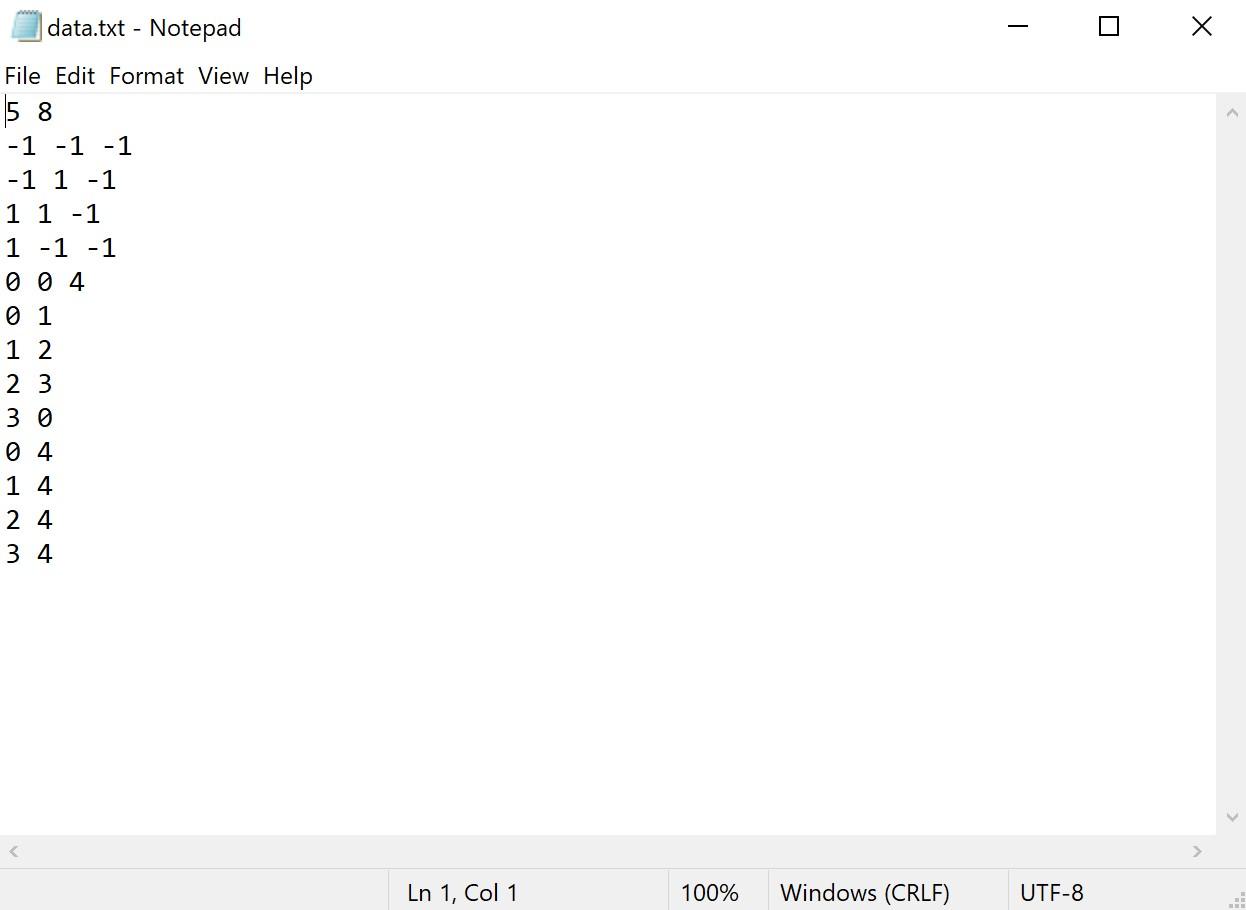 data.txt - Notepad
File Edit Format View Help
5 8
-1 -1 -1
-1 1 -1
1 1 -1
1 -1 -1
0 0 4
0 1
1 2
2 3
3 0
0 4
1 4
2 4
3 4
Ln 1, Col 1 100% Windows (CRLF) UTF-8